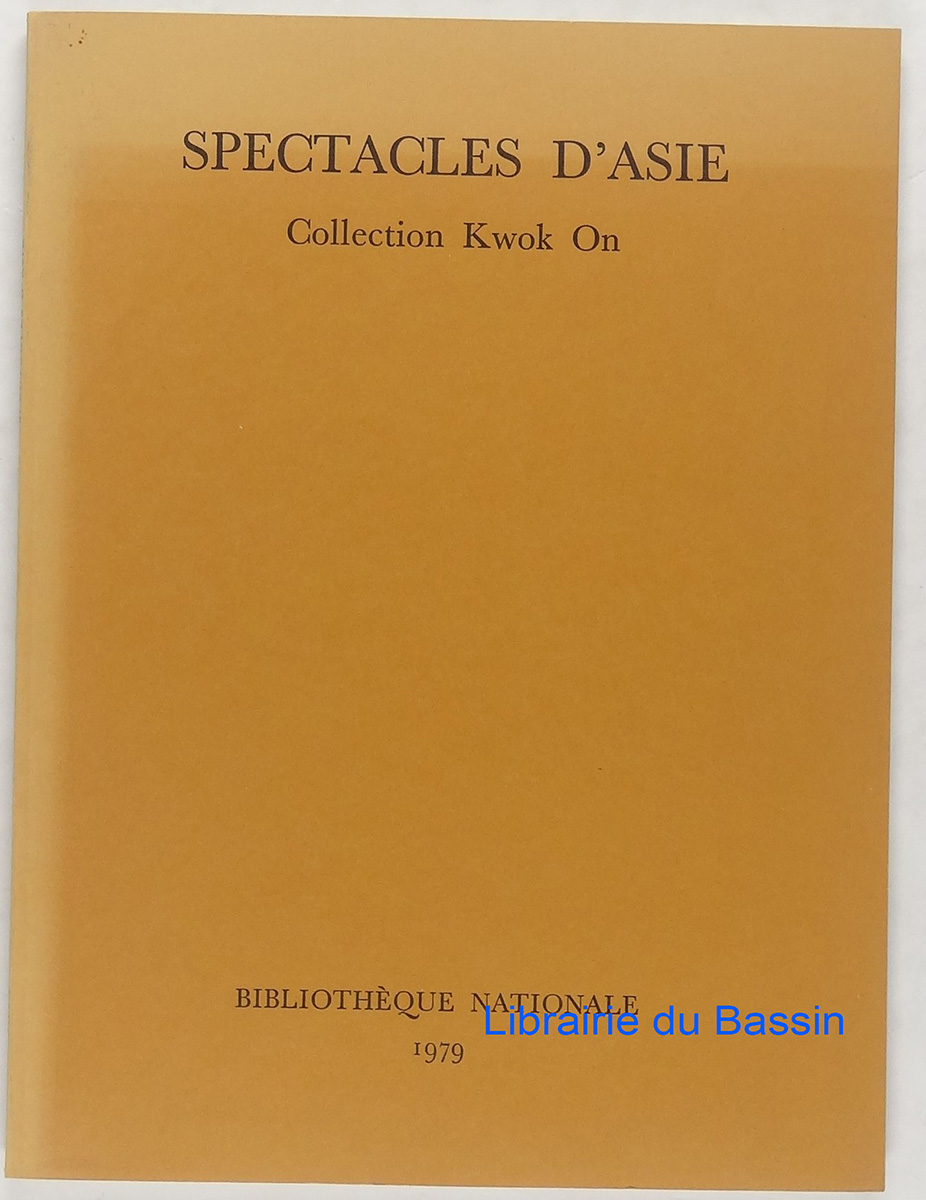 SPECTACLES D'ASIE
Collection Kwok On
BIBLIOTHÈQUE NATIONALE
Librairie du Bassin
1979